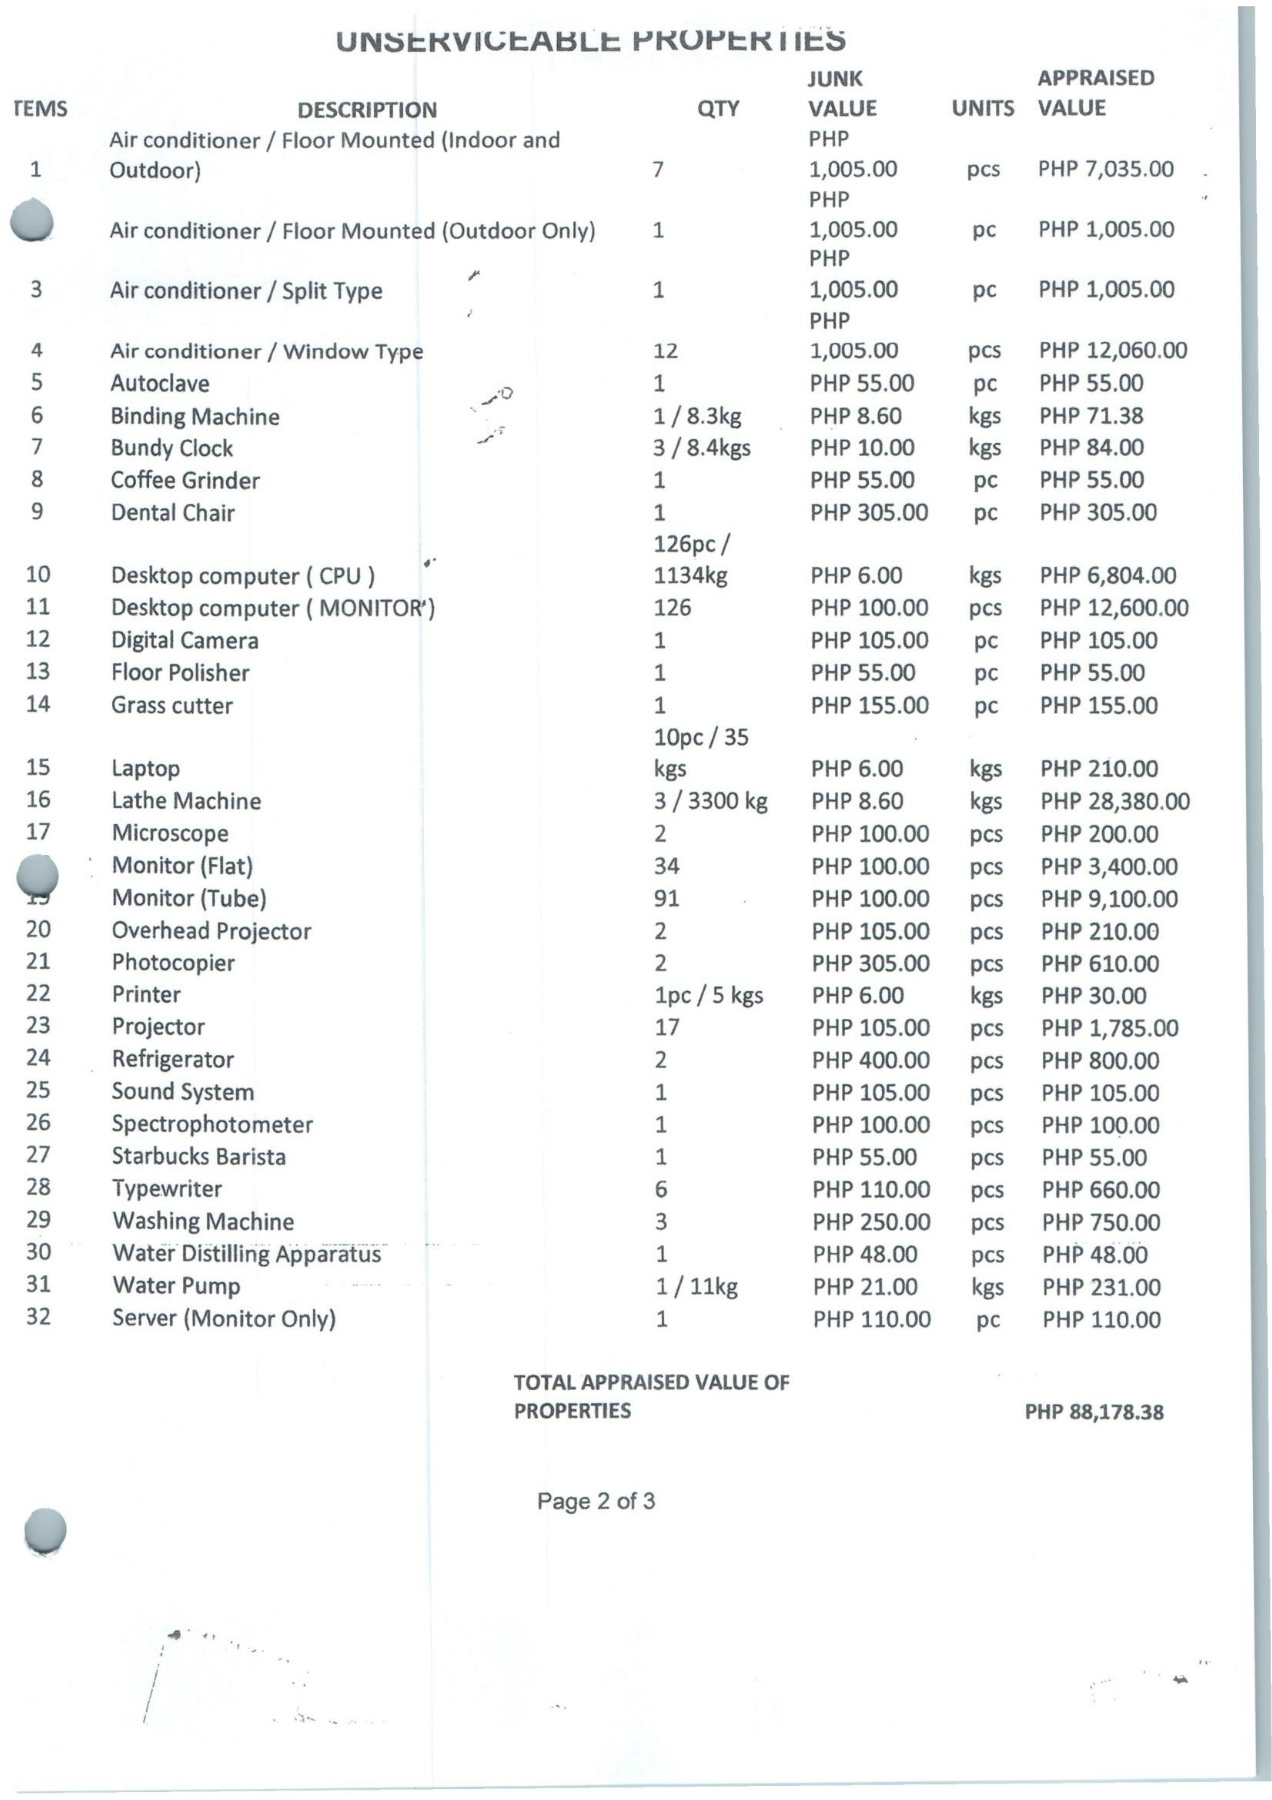 UNSERVICEABLE PROPERTIES
JUNK APPRAISED
TEMS DESCRIPTION QTY VALUE UNITS VALUE
Air conditioner / Floor Mounted (Indoor and PHP
1 Outdoor) 7 1,005.00 pcs PHP 7,035.00
PHP
Air conditioner / Floor Mounted (Outdoor Only) 1 1,005.00 pc PHP 1,005.00
PHP
3 Air conditioner / Split Type 1 1,005.00 pc PHP 1,005.00
PHP
4 Air conditioner / Window Type 12 1,005.00 pcs PHP 12,060.00
5 Autoclave 1 PHP 55.00 pc PHP 55.00
6 Binding Machine 1 / 8.3kg PHP 8.60 kgs PHP 71.38
7 Bundy Clock 3 / 8.4kgs PHP 10.00 kgs PHP 84.00
8 Coffee Grinder 1 PHP 55.00 pc PHP 55.00
9 Dental Chair 1 PHP 305.00 pc PHP 305.00
126pc /
10 Desktop computer ( CPU ) 1134kg PHP 6.00 kgs PHP 6,804.00
11 Desktop computer ( MONITOR ) 126 PHP 100.00 pcs PHP 12,600.00
12 Digital Camera 1 PHP 105.00 pc PHP 105.00
13 Floor Polisher 1 PHP 55.00 pc PHP 55.00
14 Grass cutter 1 PHP 155.00 pc PHP 155.00
10pc / 35
15 Laptop kgs PHP 6.00 kgs PHP 210.00
16 Lathe Machine 3 / 3300 kg PHP 8.60 kgs PHP 28,380.00
17 Microscope 2 PHP 100.00 pcs PHP 200.00
Monitor (Flat) 34 PHP 100.00 pcs PHP 3,400.00
19 Monitor (Tube) 91 PHP 100.00 pcs PHP 9,100.00
20 Overhead Projector 2 PHP 105.00 pcs PHP 210.00
21 Photocopier 2 PHP 305.00 pcs PHP 610.00
22 Printer 1pc / 5 kgs PHP 6.00 kgs PHP 30.00
23 Projector 17 PHP 105.00 pcs PHP 1,785.00
24 Refrigerator 2 PHP 400.00 pcs PHP 800.00
25 Sound System 1 PHP 105.00 pcs PHP 105.00
26 Spectrophotometer 1 PHP 100.00 pcs PHP 100.00
27 Starbucks Barista 1 PHP 55.00 pcs PHP 55.00
28 Typewriter 6 PHP 110.00 pcs PHP 660.00
29 Washing Machine 3 PHP 250.00 pcs PHP 750.00
30 Water Distilling Apparatus 1 PHP 48.00 pcs PHP 48.00
31 Water Pump 1 / 11kg PHP 21.00 kgs PHP 231.00
32 Server (Monitor Only) 1 PHP 110.00 pc PHP 110.00
TOTAL APPRAISED VALUE OF
PROPERTIES PHP 88,178.38
Page 2 of 3